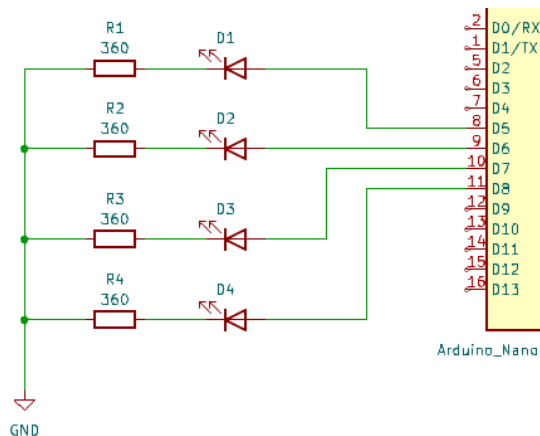 R1
360
D1
R2
360
D2
R3
360
D3
R4
360
D4
GND
2 D0/RX
1 D1/TX
5 D2
6 D3
7 D4
8 D5
9 D6
10 D7
11 D8
12 D9
13 D10
14 D11
15 D12
16 D13
Arduino_Nano